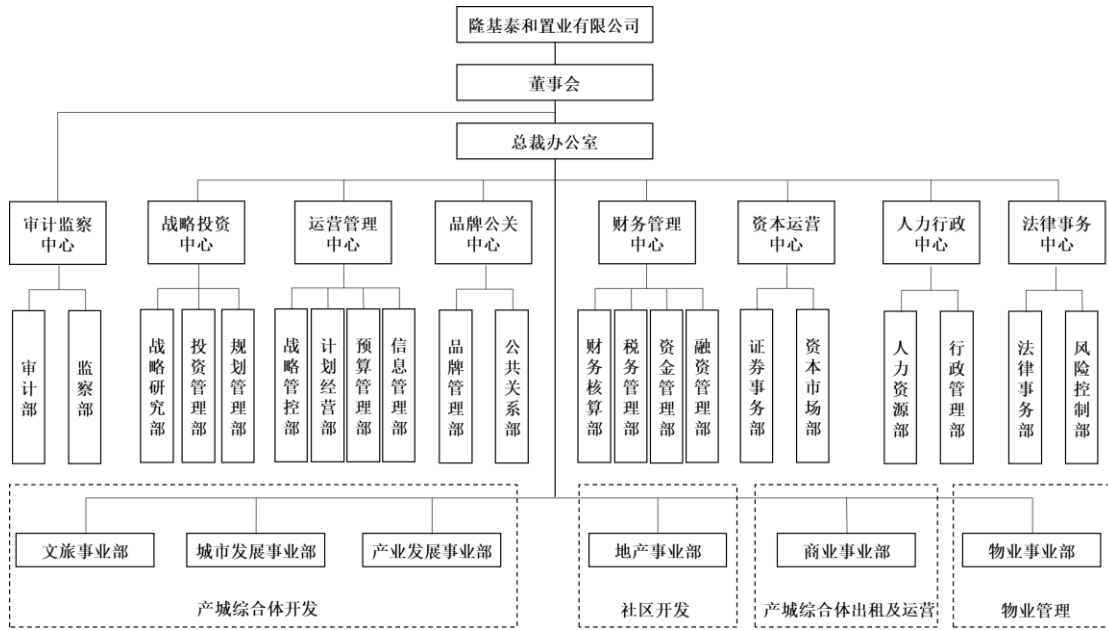 隆基泰和置业有限公司
董事会
总裁办公室
审计监察
中心
战略投资
中心
运营管理
中心
品牌公关
中心
财务管理
中心
资本运营
中心
人力行政
中心
法律事务
中心
审计部
监察部
战略研究部
投资管理部
规划管理部
战略管控部
计划经营部
预算管理部
信息管理部
品牌管理部
公共关系部
财务核算部
税务管理部
资金管理部
融资管理部
证券事务部
资本市场部
人力资源部
行政管理部
法律事务部
风险控制部
文旅事业部
城市发展事业部
产业发展事业部
地产事业部
商业事业部
物业事业部
产城综合体开发
社区开发
产城综合体出租及运营
物业管理